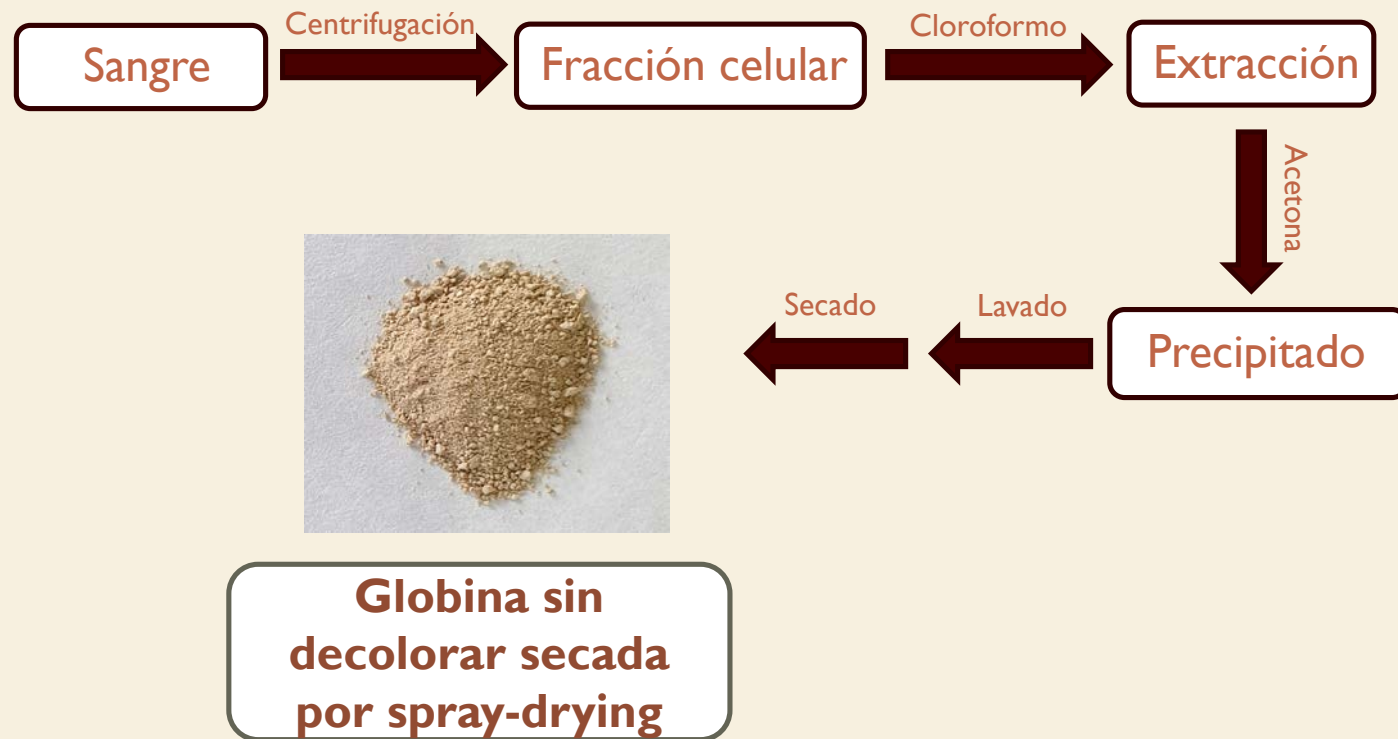 Centrifugación
Cloroformo
Sangre
Fracción celular
Extracción
Acetona
Secado
Lavado
Precipitado
Globina sin
decolorar secada
por spray-drying